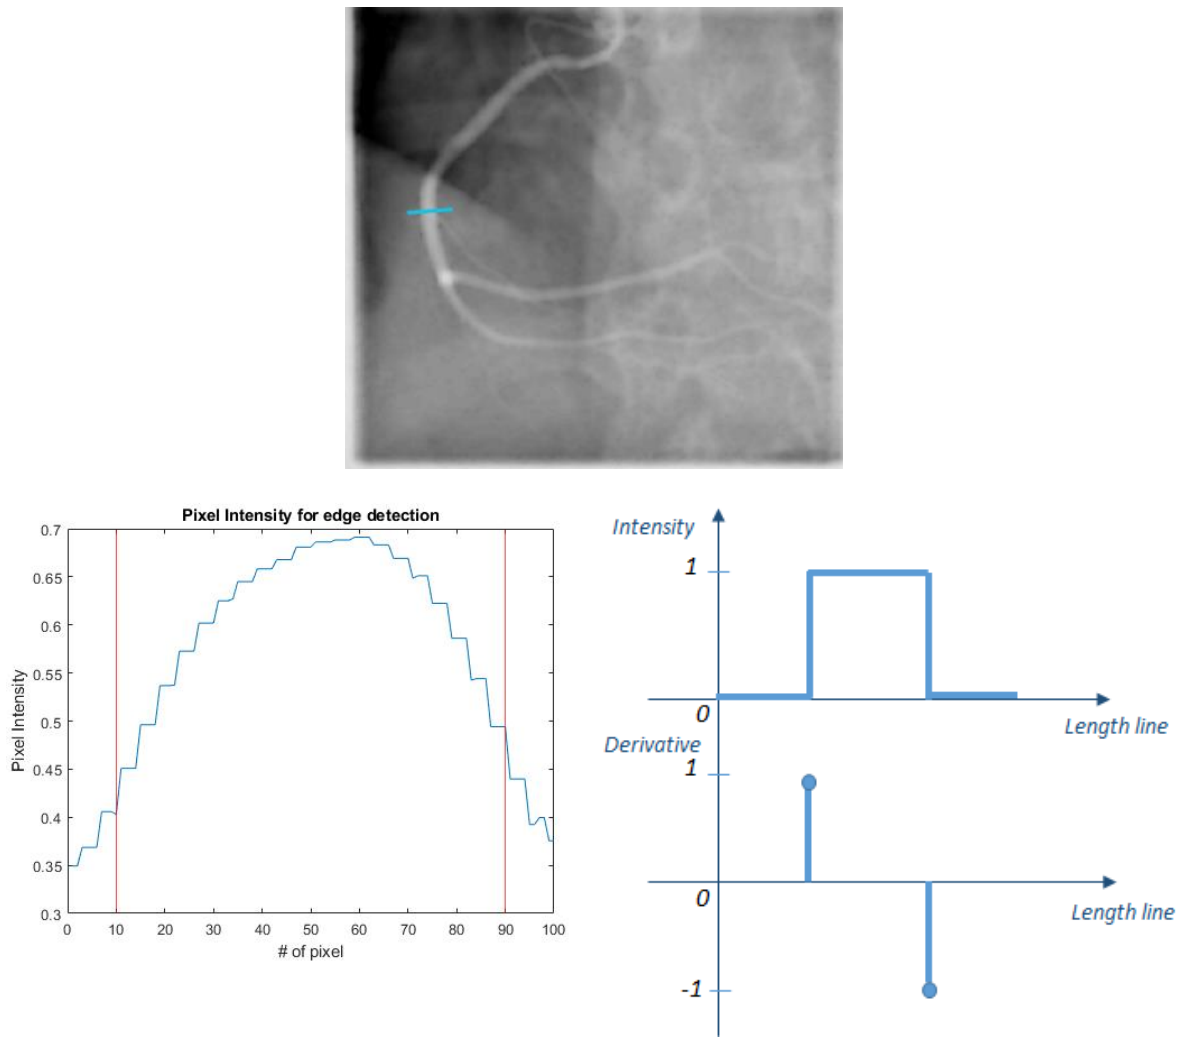 Pixel Intensity for edge detection
0.7
0.65
0.6
0.55
0.5
0.45
0.4
0.35
0.3
Pixel Intensity
0 10 20 30 40 50 60 70 80 90 100
# of pixel
Intensity
1
0
Length line
Derivative
1
0
Length line
-1